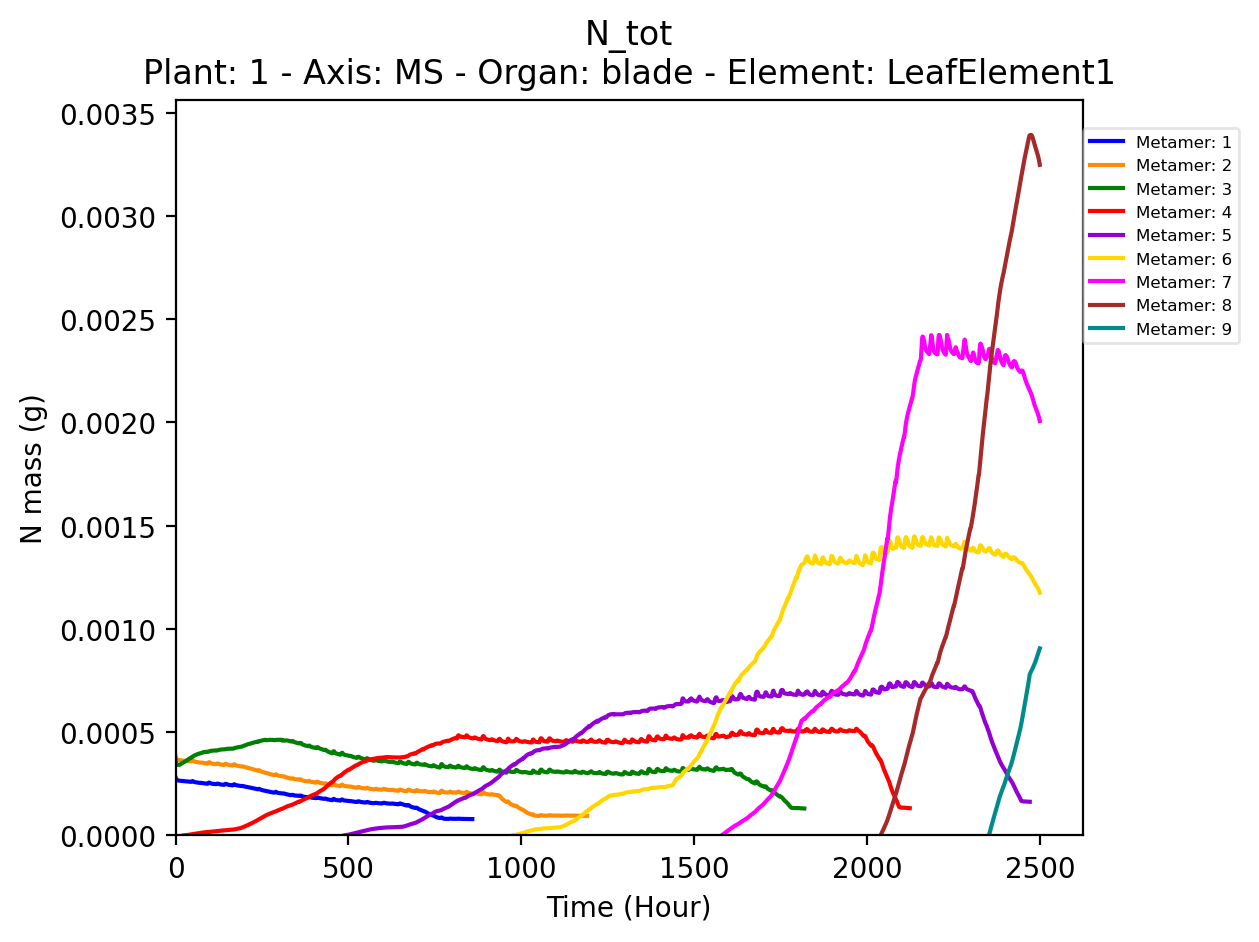 N_tot
Plant: 1 - Axis: MS - Organ: blade - Element: LeafElement1
0.0035
0.0030
0.0025
0.0020
0.0015
0.0010
0.0005
0.0000
N mass (g)
0
500
1000
1500
2000
2500
Time (Hour)
Metamer: 1
Metamer: 2
Metamer: 3
Metamer: 4
Metamer: 5
Metamer: 6
Metamer: 7
Metamer: 8
Metamer: 9